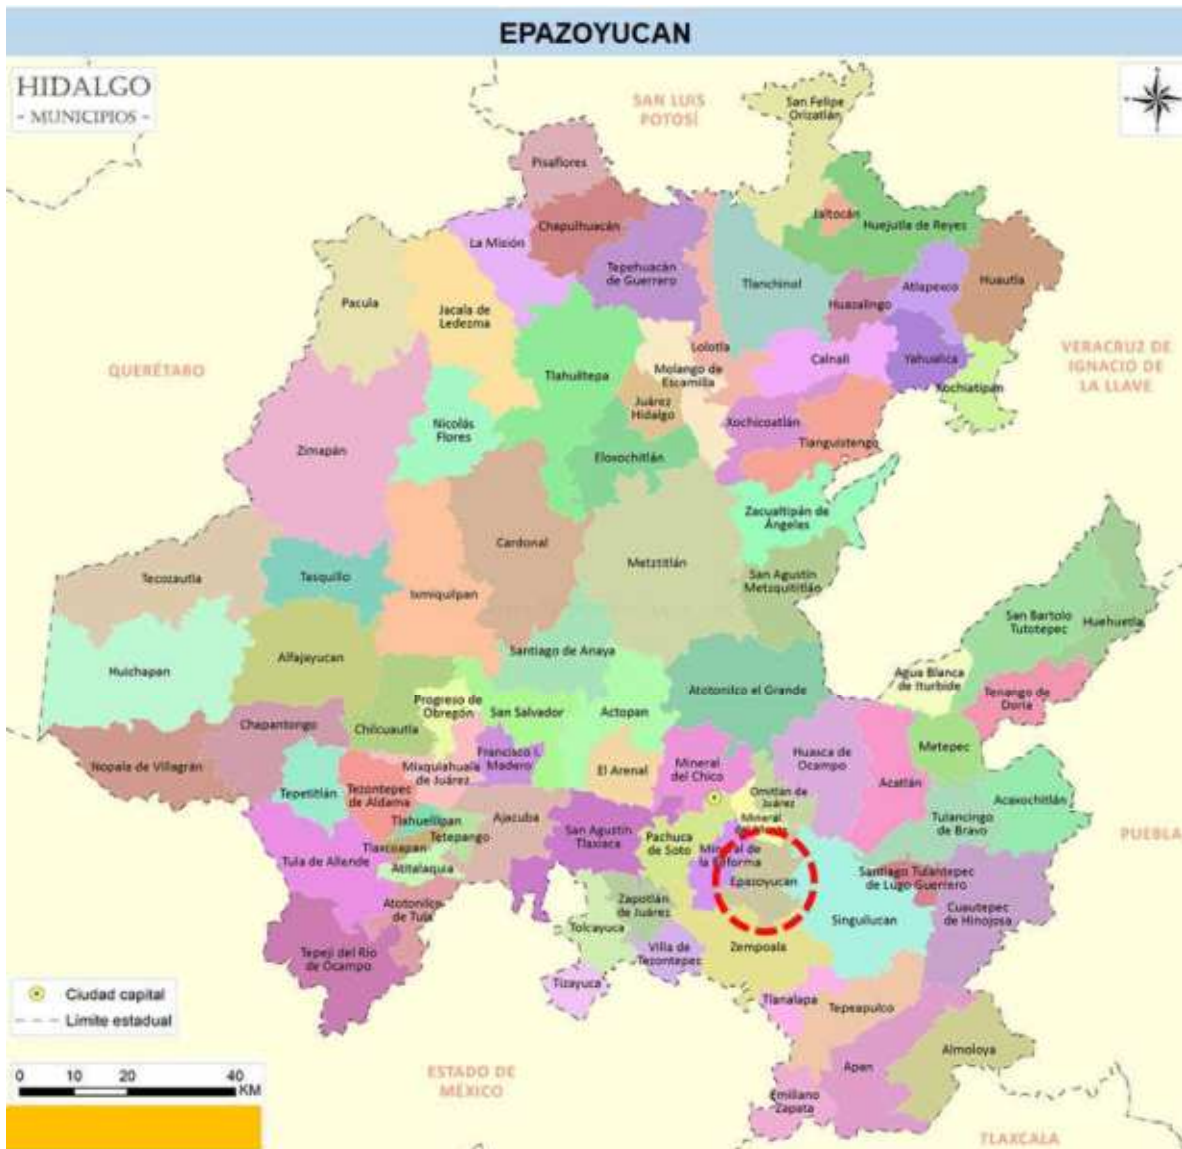 EPAZOYUCAN
HIDALGO
- MUNICIPIOS -
SAN LUIS
POTOSÍ
San Felipe
Orizatlán
Pisaflores
Jaltocán
Huejutla de Reyes
Chapulhuacán
La Misión
Tepehuacán
de Guerrero
Tlanchinol
Atlapexco
Huautla
Pacula
Huazalingo
Jacala de
Ledezma
Lolotla
Calnali
Yahualica
VERACRUZ DE
IGNACIO DE
LA LLAVE
QUERÉTARO
Tlahuiltepa
Molango de
Escamilla
Xochiatipan
Juárez
Hidalgo
Nicolás
Flores
Xochicoatlán
Tianguistengo
Zimapán
Eloxochitlán
Zacualtipán de
Ángeles
Cardonal
Metztitlán
Tecozautla
Tasquillo
San Agustín
Metzquititlán
Ixmiquilpan
San Bartolo
Tutotepec
Huehuetla
Santiago de Anaya
Alfajayucan
Huichapan
Agua Blanca
de Iturbide
Atotonilco el Grande
Tenango de
Doria
Progreso de
Obregón
San Salvador
Actopan
Chapantongo
Chilcuautla
Metepec
Huasca de
Ocampo
Francisco I.
Madero
Mixquiahuala
de Juárez
Nopala de Villagrán
El Arenal
Mineral
del Chico
Acatlán
Tepetitlán
Tezontepec
de Aldama
Omitlán de
Juárez
Acaxochitlán
Tlahuelilpan
Ajacuba
Mineral
del Monte
Tulancingo
de Bravo
Tetepango
San Agustín
Tlaxiaca
Pachuca
de Soto
PUEBLA
Tlaxcoapan
Tula de Allende
Mineral de
la Reforma
Atitalaquia
Santiago Tulantepec
de Lugo Guerrero
Epazoyucan
Atotonilco
de Tula
Zapotlán
de Juárez
Cuautepec
de Hinojosa
Singuilucan
Tolcayuca
Villa de
Tezontepec
Zempoala
Tepeji del Río
de Ocampo
Tizayuca
Tlanalapa
Tepeapulco
Ciudad capital
Límite estadual
Almoloya
Apan
ESTADO DE
MÉXICO
0 10 20 40
KM
Emiliano
Zapata
TLAXCALA